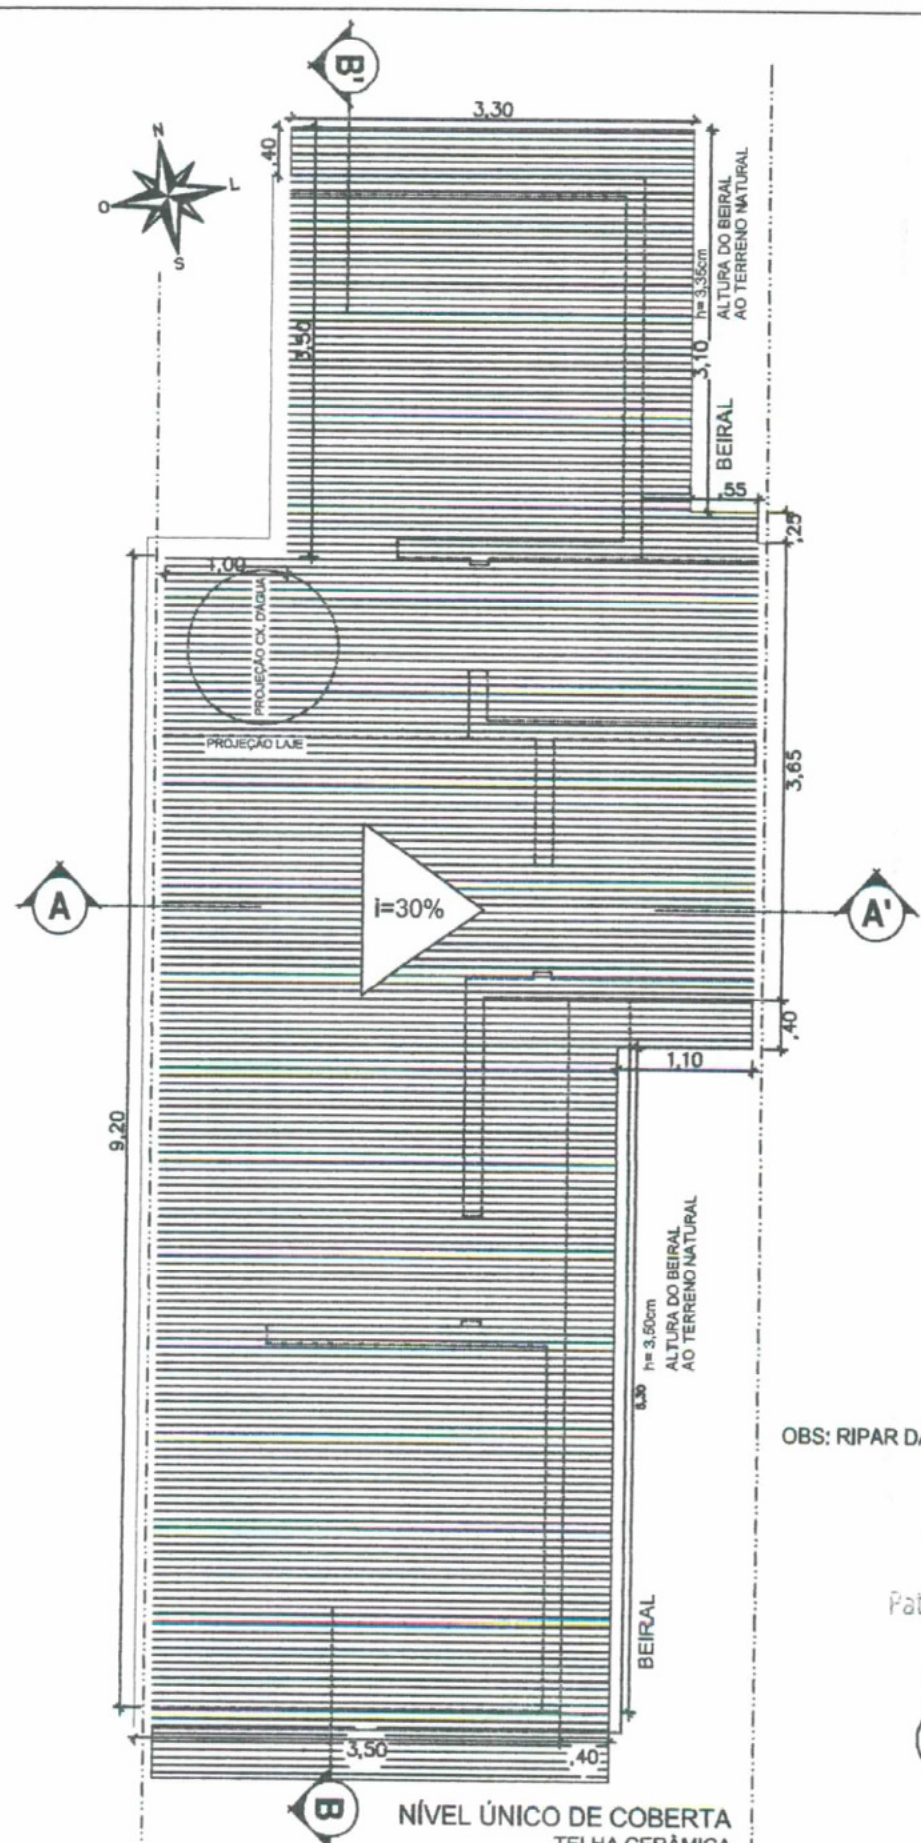 B'
3,30
,40
N
L
O
S
h=3,35cm
ALTURA DO BEIRAL
AO TERRENO NATURAL
3,50
3,10
BEIRAL
,55
,25
1,00
PROJEÇÃO CX. D'ÁGUA
PROJEÇÃO LAJE
3,65
A
i=30%
A'
,40
1,10
9,20
h=3,50cm
ALTURA DO BEIRAL
AO TERRENO NATURAL
OBS: RIPAR
BEIRAL
3,50
,40
B
NÍVEL ÚNICO DE COBERTA
TELHA CERÂMICA